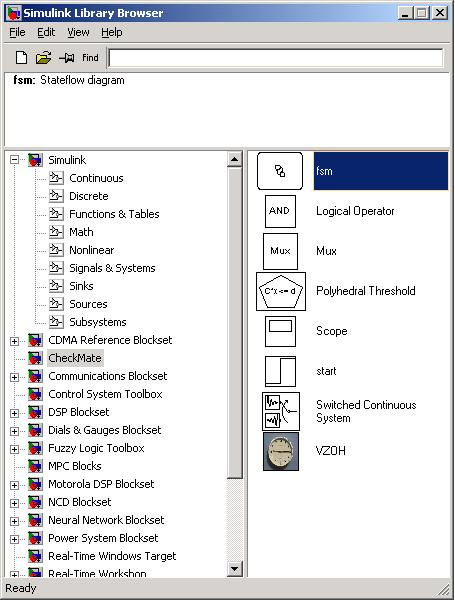 Simulink Library Browser
File Edit View Help
Find
fsm: Stateflow diagram
Simulink
Continuous
Discrete
Functions & Tables
Math
Nonlinear
Signals & Systems
Sinks
Sources
Subsystems
CDMA Reference Blockset
CheckMate
Communications Blockset
Control System Toolbox
DSP Blockset
Dials & Gauges Blockset
Fuzzy Logic Toolbox
MPC Blocks
Motorola DSP Blockset
NCD Blockset
Neural Network Blockset
Power System Blockset
Real-Time Windows Target
Real-Time Workshop
fsm
AND Logical Operator
Mux Mux
C*x <= d Polyhedral Threshold
Scope
start
Switched Continuous
System
VZOH
Ready